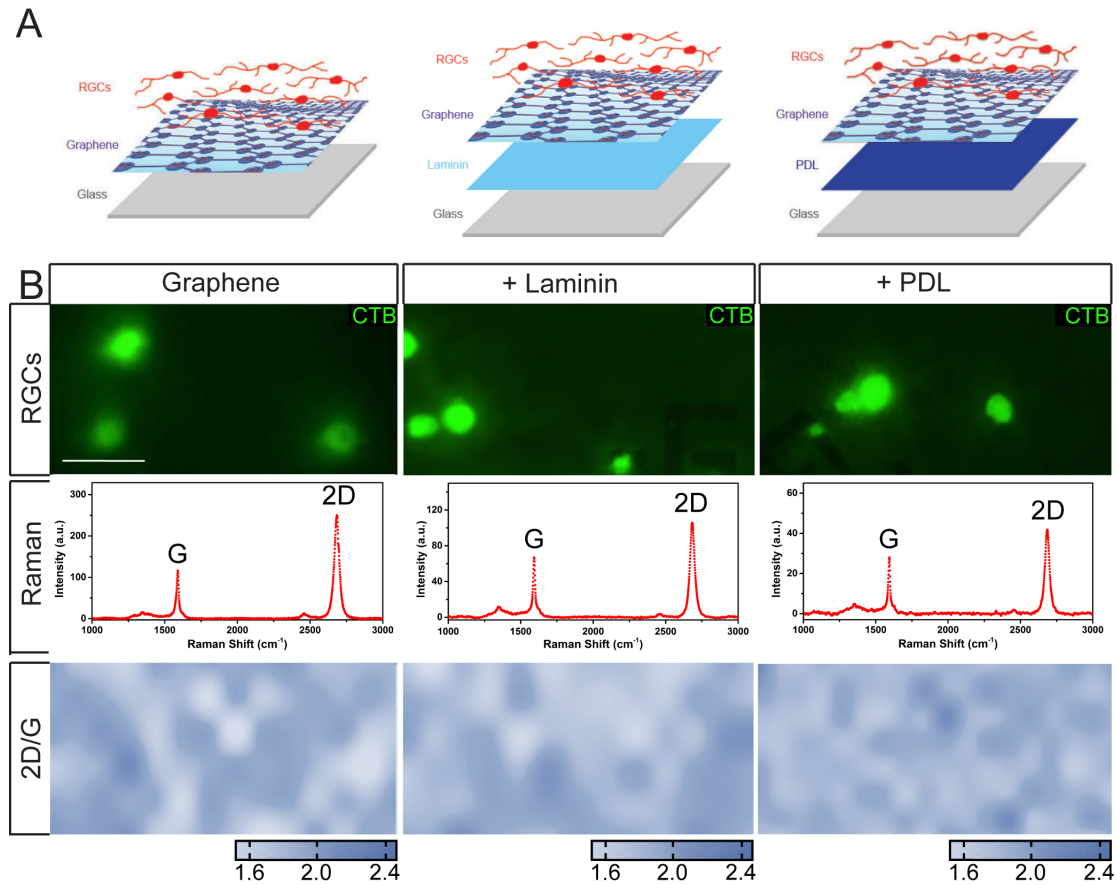 A
RGCs
Graphene
Glass
RGCs
Graphene
Laminin
Glass
RGCs
Graphene
PDL
Glass
B
Graphene
+ Laminin
+ PDL
RGCs
CTB
CTB
CTB
Raman
300
200
100
0
Intensity (a.u.)
G
2D
1000 1500 2000 2500 3000
Raman Shift (cm⁻¹)
120
80
40
0
Intensity (a.u.)
G
2D
1000 1500 2000 2500 3000
Raman Shift (cm⁻¹)
60
40
20
0
Intensity (a.u.)
G
2D
1000 1500 2000 2500 3000
Raman Shift (cm⁻¹)
2D/G
1.6 2.0 2.4
1.6 2.0 2.4
1.6 2.0 2.4